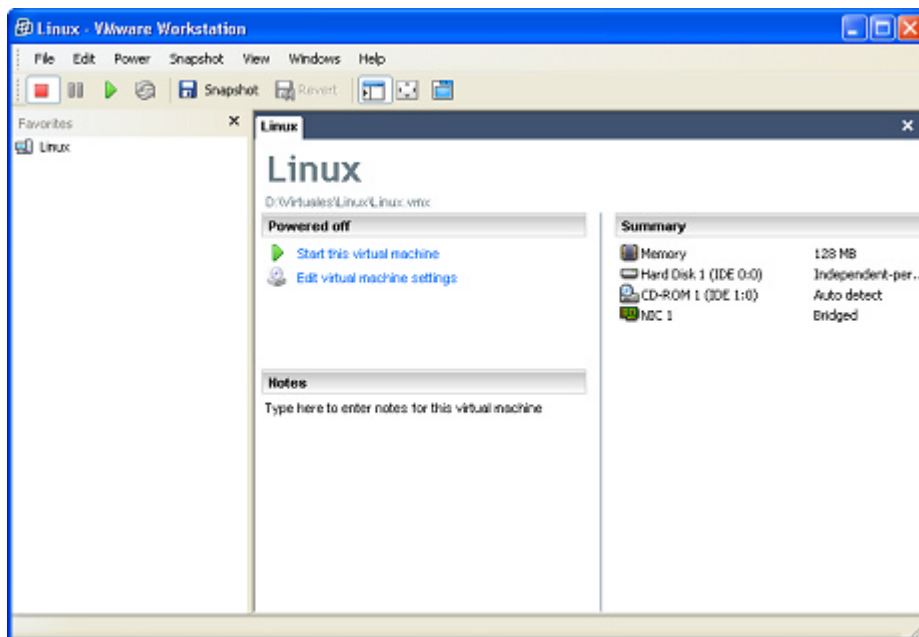 Linux - VMware Workstation
File Edit Power Snapshot View Windows Help
Snapshot Revert
Favorites
Linux
Linux
Linux
D:\Virtuales\Linux\Linux.vmx
Powered off
Start this virtual machine
Edit virtual machine settings
Notes
Type here to enter notes for this virtual machine
Summary
Memory 128 MB
Hard Disk 1 (IDE 0:0) Independent-per...
CD-ROM 1 (IDE 1:0) Auto detect
NIC 1 Bridged